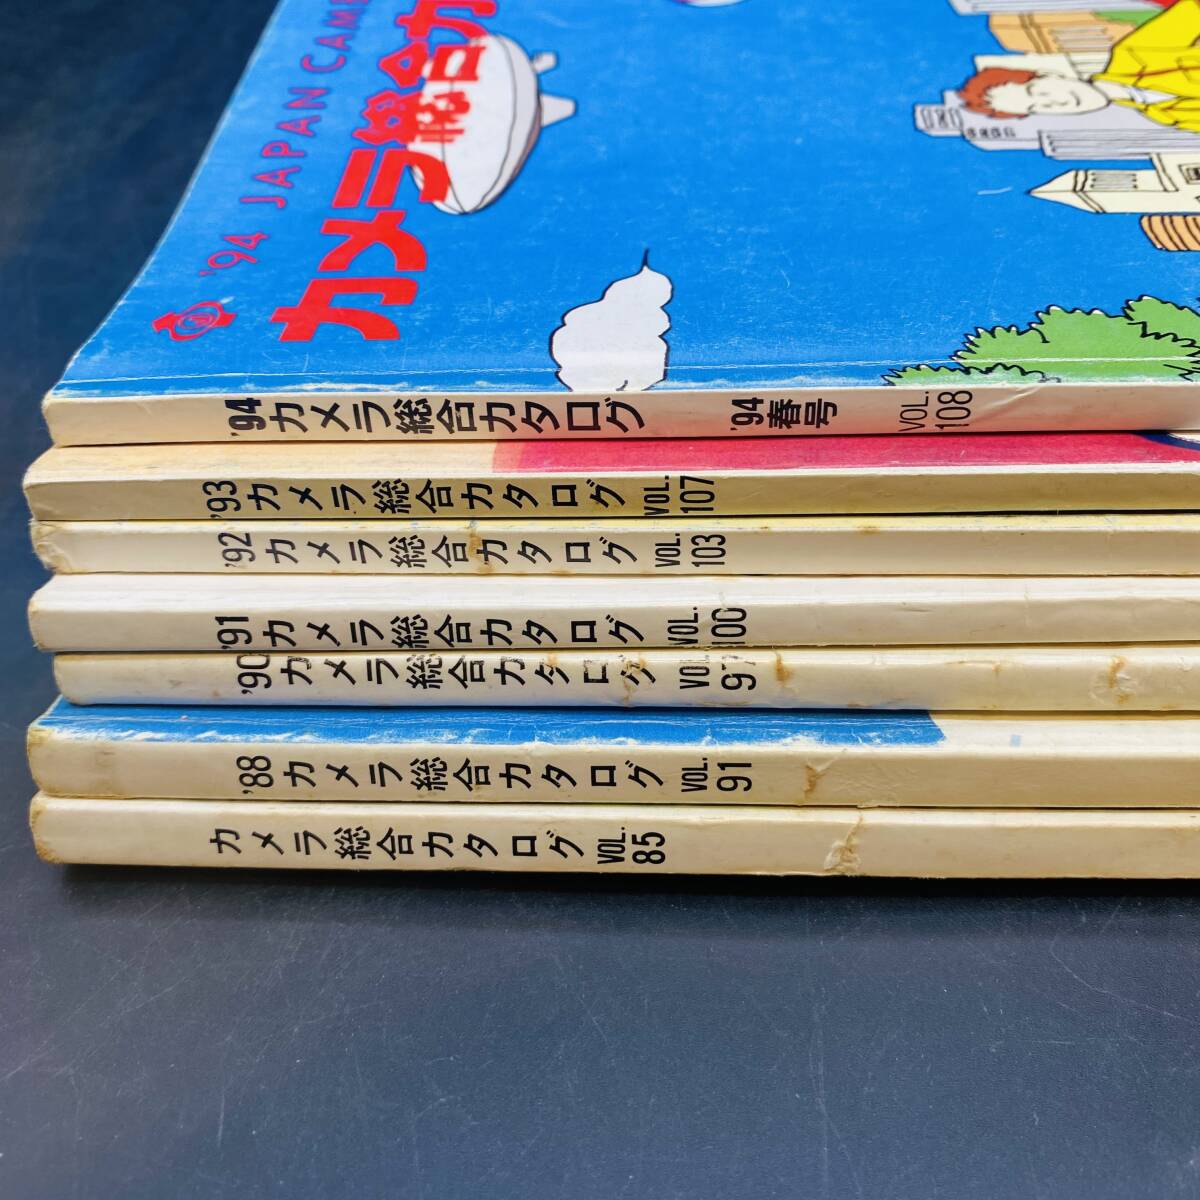 '94 JAPAN CAME
カメラ総合カ
'94 カメラ総合カタログ '94 春号 VOL. 108
'93 カメラ総合カタログ VOL. 107
'92 カメラ総合カタログ VOL. 103
'91 カメラ総合カタログ VOL. 100
'90 カメラ総合カタログ VOL. 97
'88 カメラ総合カタログ VOL. 91
カメラ総合カタログ VOL. 85